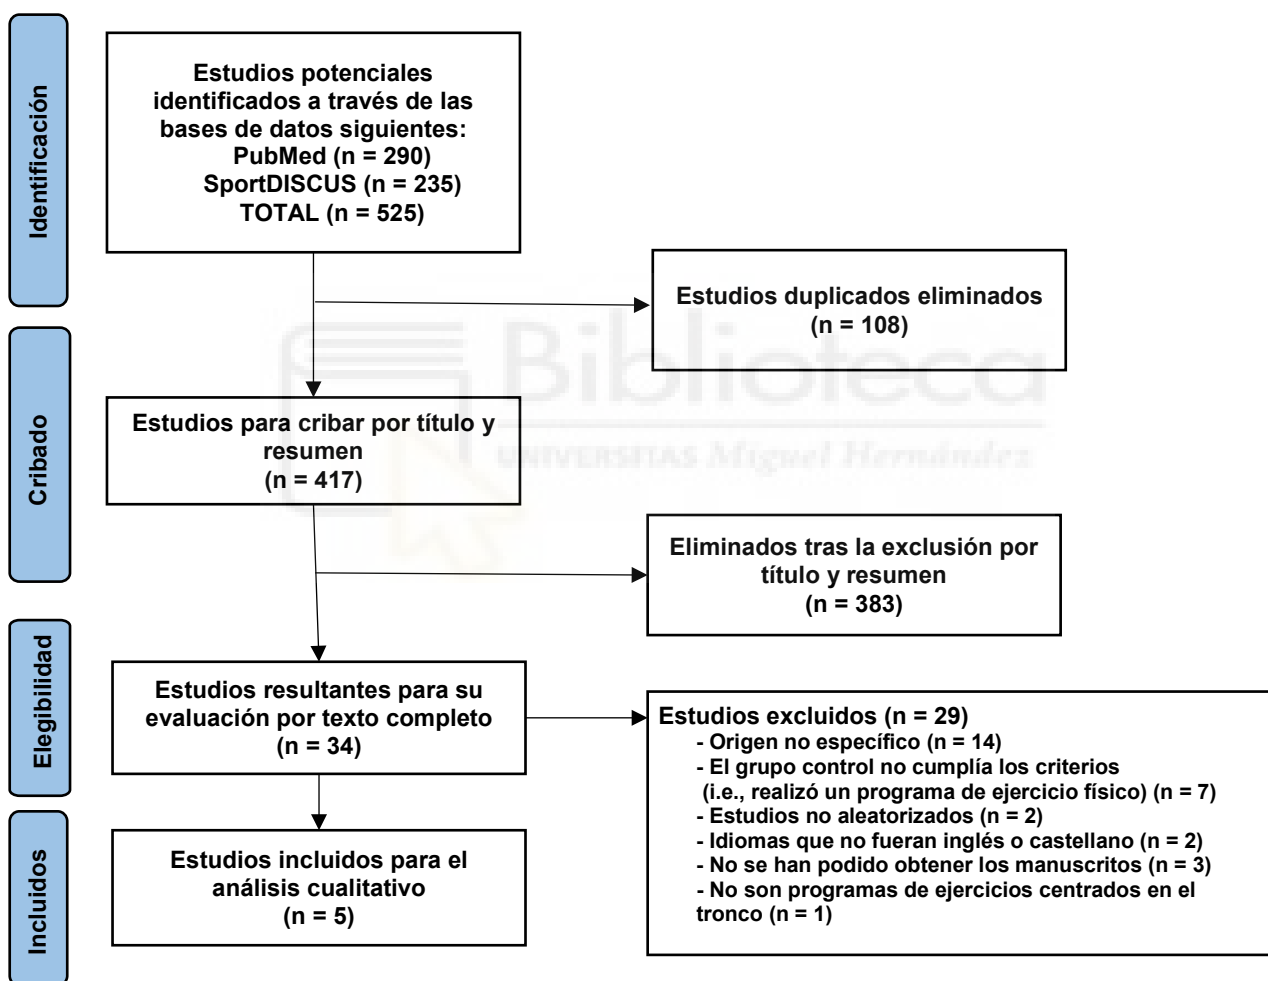 Identificación
Estudios potenciales
identificados a través de las
bases de datos siguientes:
PubMed (n = 290)
SportDISCUS (n = 235)
TOTAL (n = 525)
Estudios duplicados eliminados
(n = 108)
Biblioteca
UNIVERSITAS Miguel Hernández
Cribado
Estudios para cribar por título y
resumen
(n = 417)
Eliminados tras la exclusión por
título y resumen
(n = 383)
Elegibilidad
Estudios resultantes para su
evaluación por texto completo
(n = 34)
Estudios excluidos (n = 29)
- Origen no específico (n = 14)
- El grupo control no cumplía los criterios
(i.e., realizó un programa de ejercicio físico) (n = 7)
- Estudios no aleatorizados (n = 2)
- Idiomas que no fueran inglés o castellano (n = 2)
- No se han podido obtener los manuscritos (n = 3)
- No son programas de ejercicios centrados en el
tronco (n = 1)
Incluidos
Estudios incluidos para el
análisis cualitativo
(n = 5)